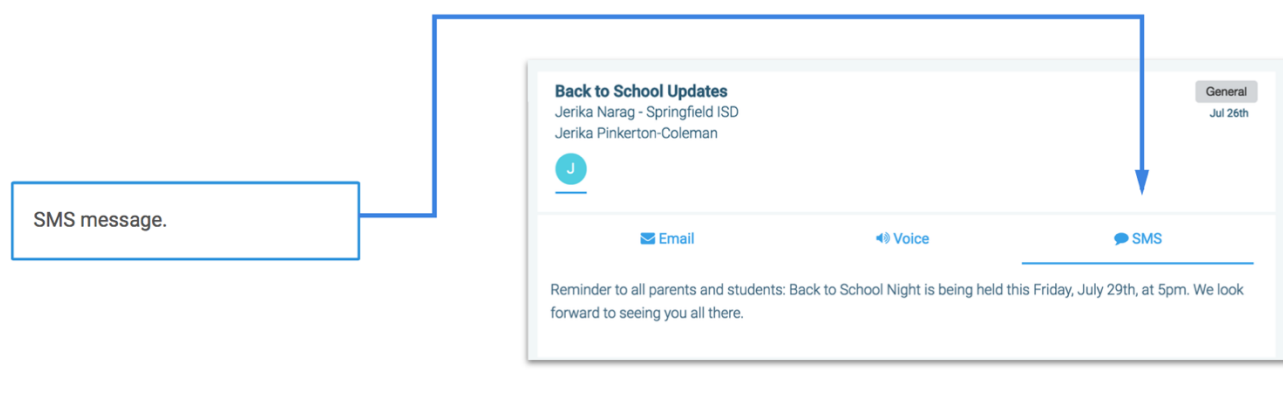 SMS message.
Back to School Updates
General
Jerika Narag - Springfield ISD
Jul 26th
Jerika Pinkerton-Coleman
J
Email
Voice
SMS
Reminder to all parents and students: Back to School Night is being held this Friday, July 29th, at 5pm. We look
forward to seeing you all there.